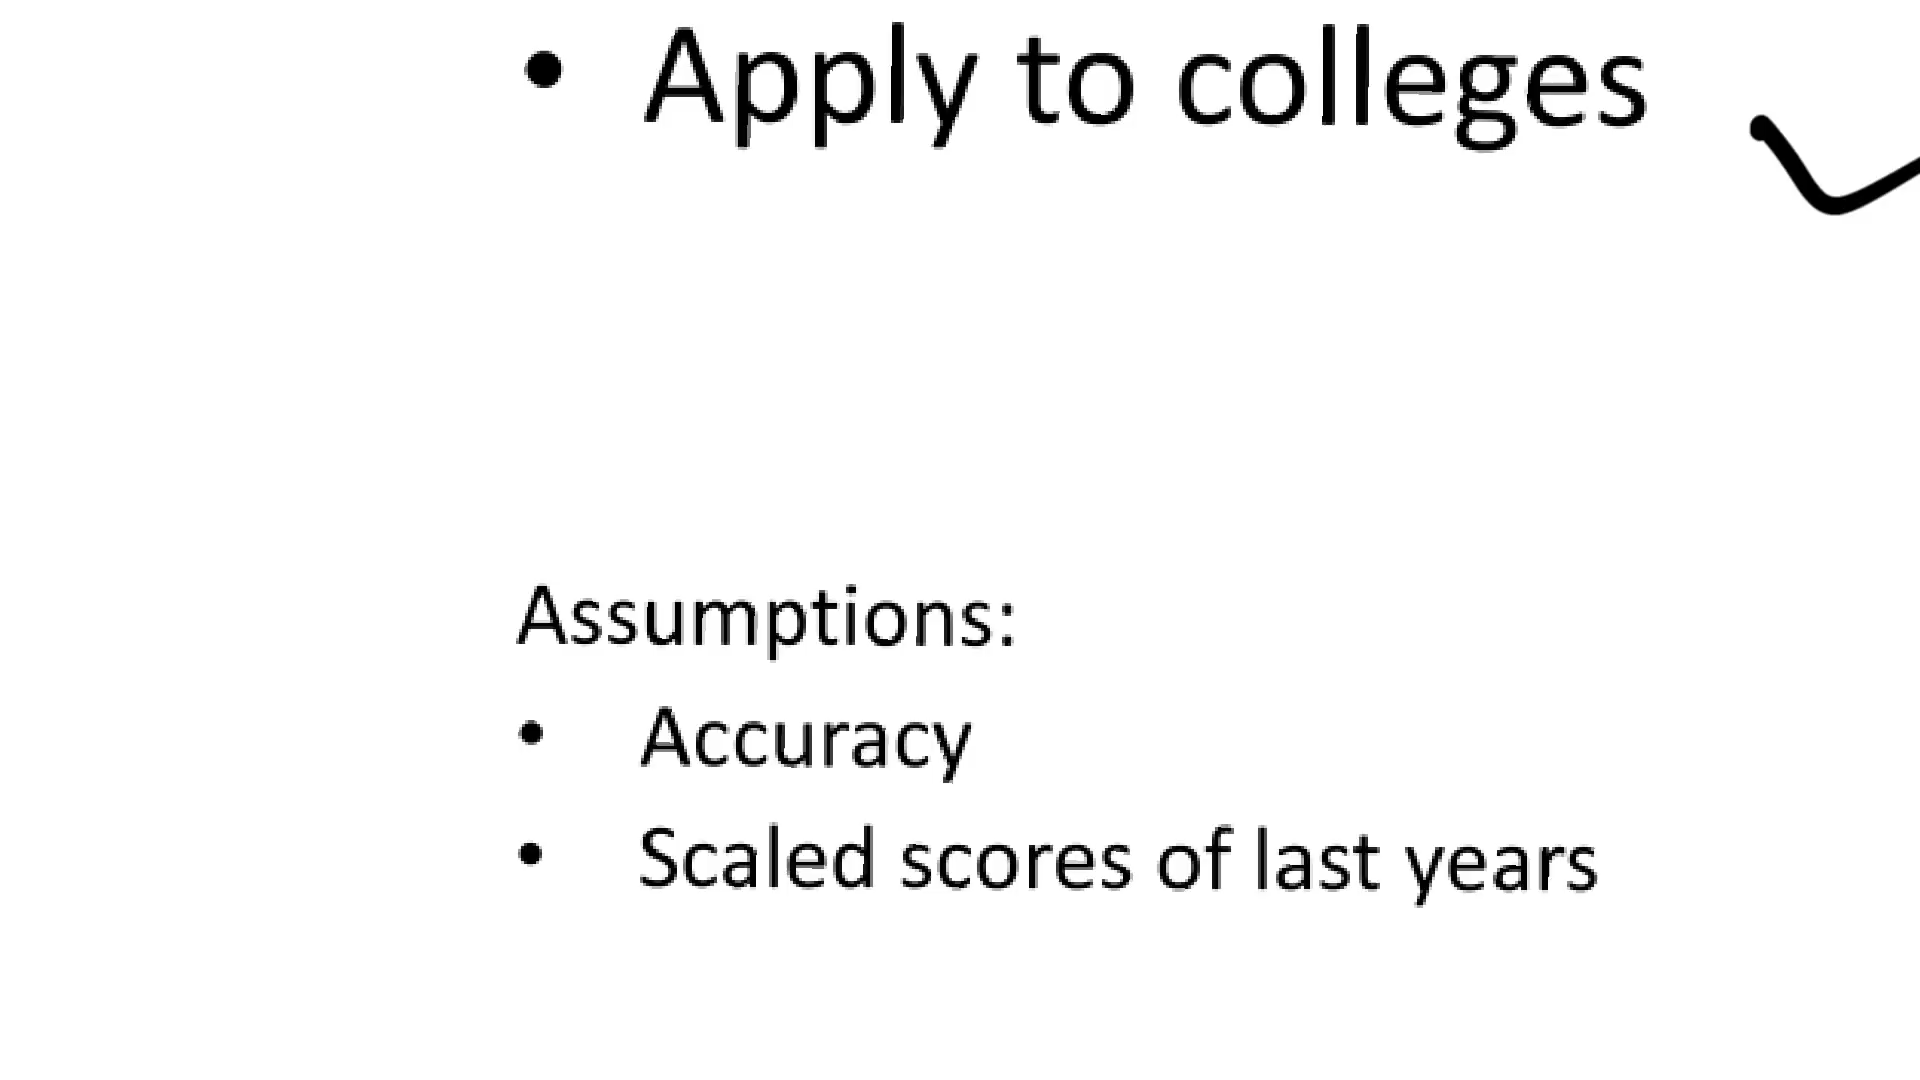 • Apply to colleges
Assumptions:
• Accuracy
• Scaled scores of last years